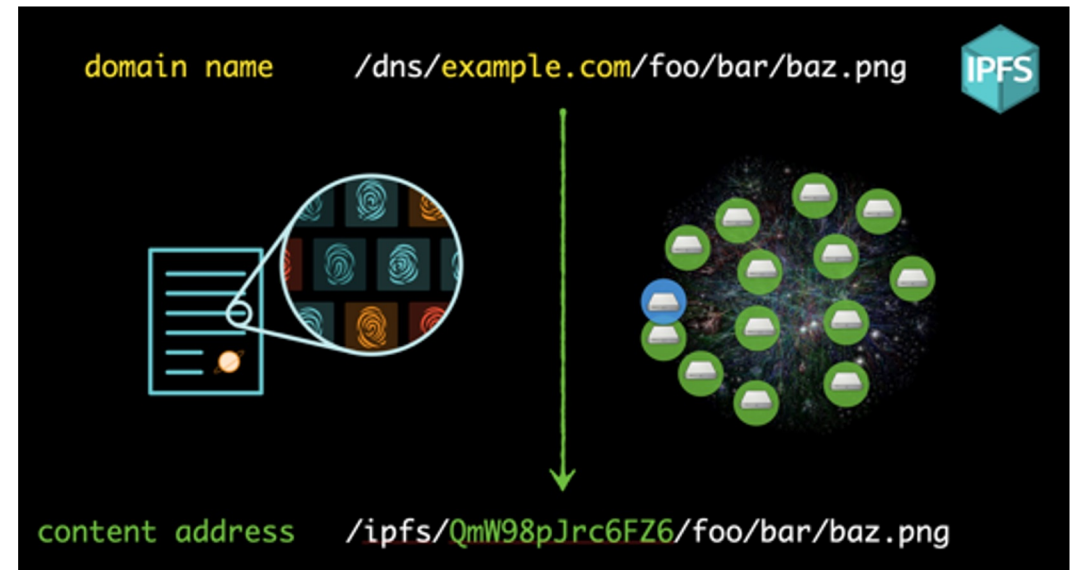 domain name /dns/example.com/foo/bar/baz.png
IPFS
content address /ipfs/QmW98pJrc6FZ6/foo/bar/baz.png